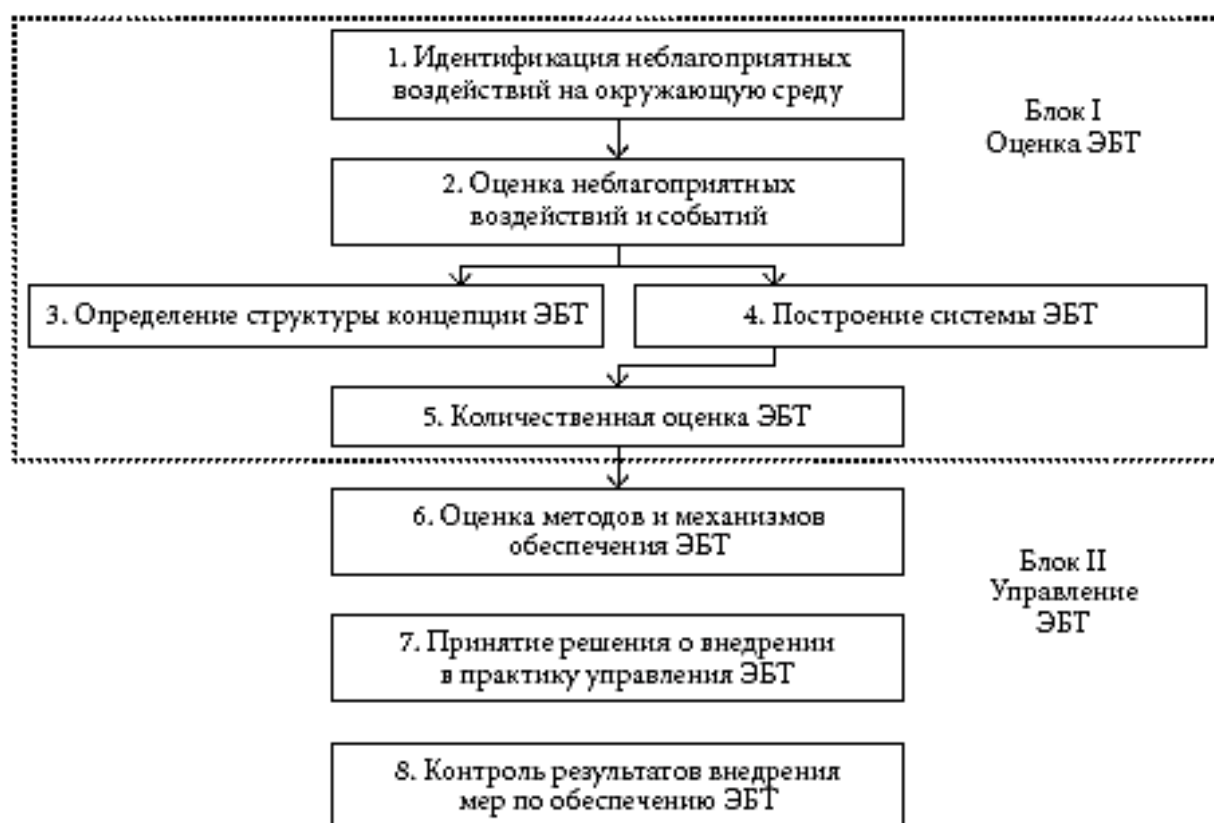 1. Идентификация неблагоприятных
воздействий на окружающую среду
Блок I
Оценка ЭБТ
2. Оценка неблагоприятных
воздействий и событий
3. Определение структуры концепции ЭБТ
4. Построение системы ЭБТ
5. Количественная оценка ЭБТ
6. Оценка методов и механизмов
обеспечения ЭБТ
Блок II
Управление
ЭБТ
7. Принятие решения о внедрении
в практику управления ЭБТ
8. Контроль результатов внедрения
мер по обеспечению ЭБТ